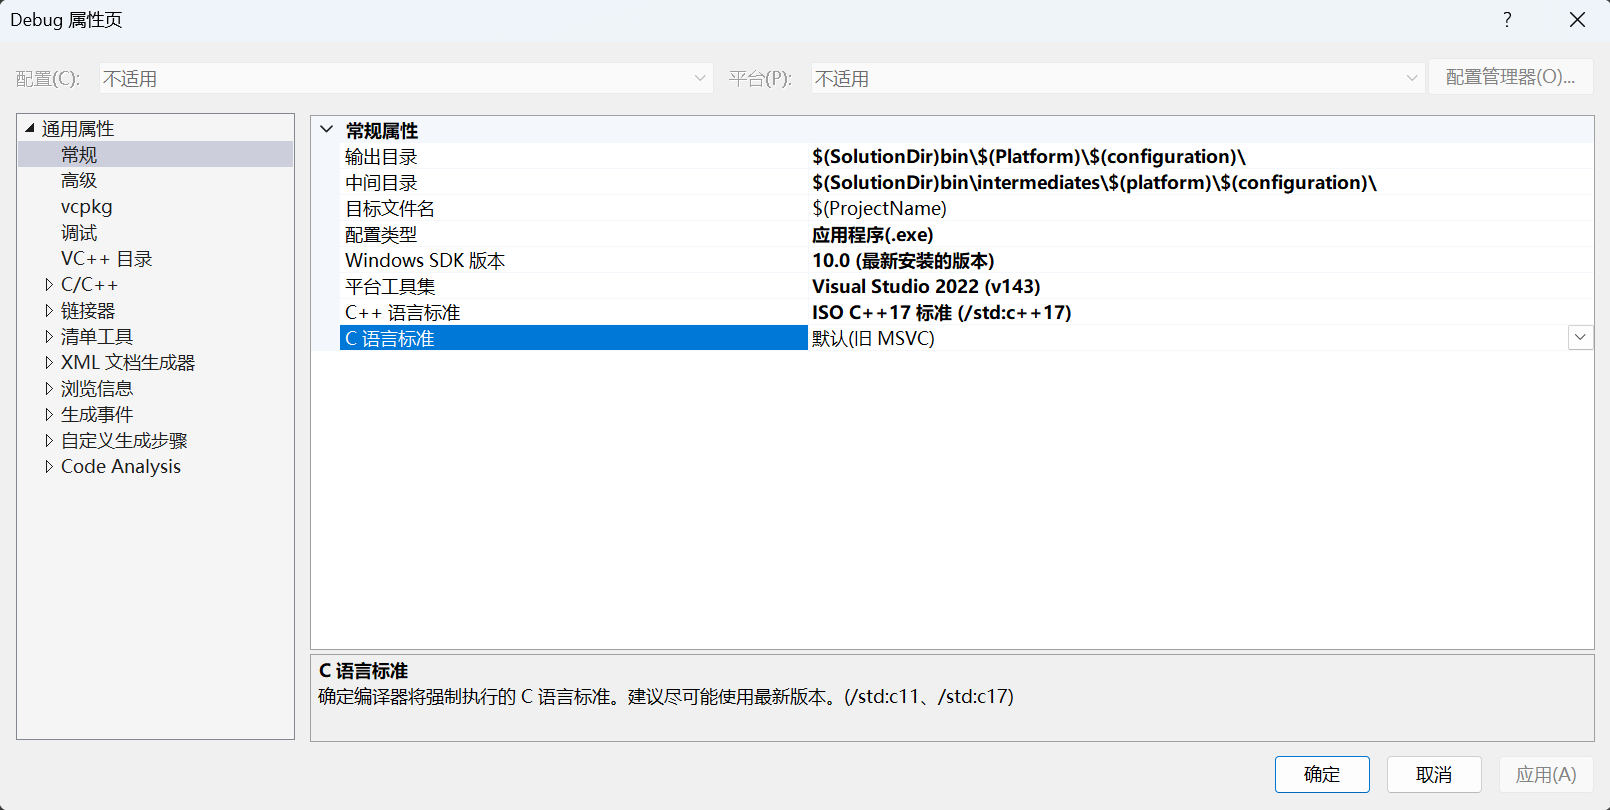 Debug 属性页
配置(C): 不适用 平台(P): 不适用 配置管理器(O)...
通用属性
常规
高级
vcpkg
调试
VC++ 目录
C/C++
链接器
清单工具
XML 文档生成器
浏览信息
生成事件
自定义生成步骤
Code Analysis
常规属性
输出目录 $(SolutionDir)bin\$(Platform)\$(configuration)\
中间目录 $(SolutionDir)bin\intermediates\$(platform)\$(configuration)\
目标文件名 $(ProjectName)
配置类型 应用程序(.exe)
Windows SDK 版本 10.0 (最新安装的版本)
平台工具集 Visual Studio 2022 (v143)
C++ 语言标准 ISO C++17 标准 (/std:c++17)
C 语言标准 默认(旧 MSVC)
C 语言标准
确定编译器将强制执行的 C 语言标准。建议尽可能使用最新版本。(/std:c11、/std:c17)
确定 取消 应用(A)